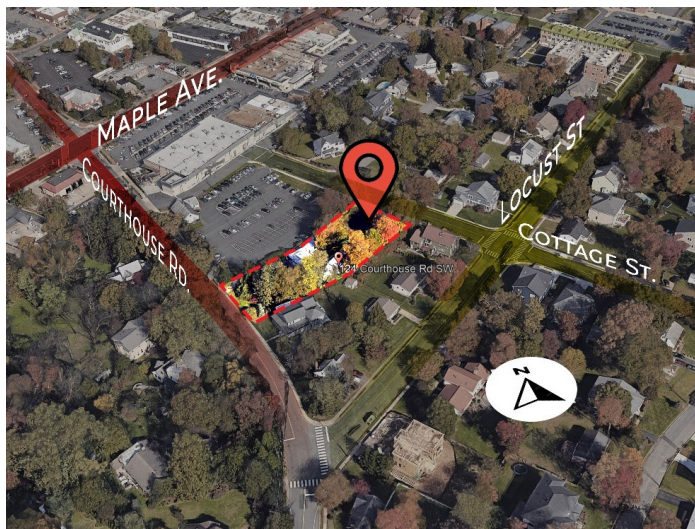 MAPLE AVE.
COURTHOUSE RD.
LOCUST ST
COTTAGE ST.
124 Courthouse Rd SW
N